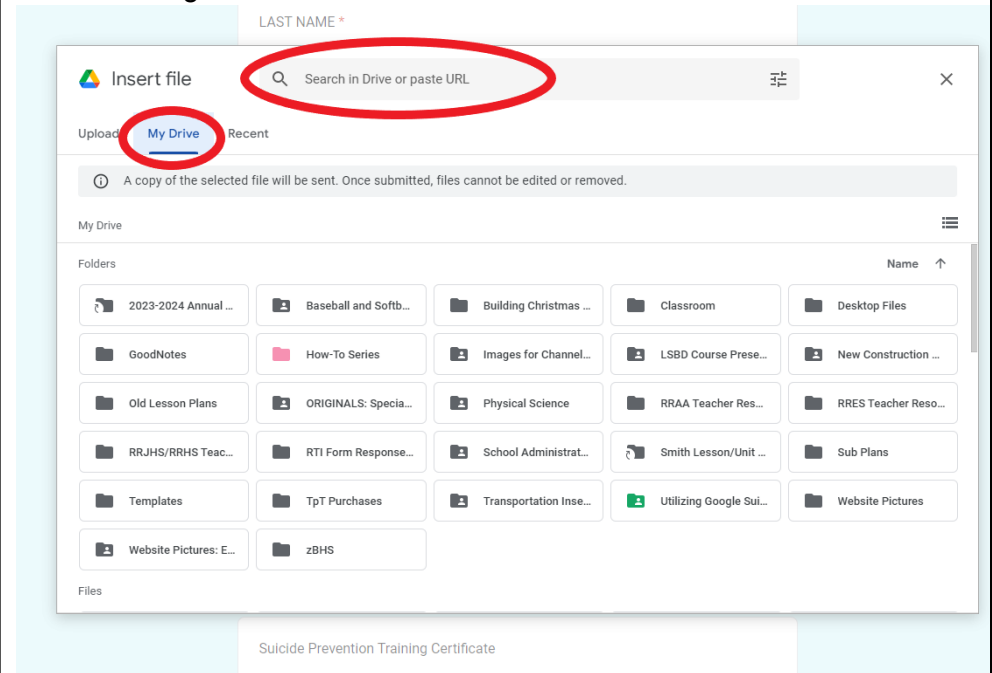 LAST NAME *
Insert file
Search in Drive or paste URL
Upload My Drive Recent
A copy of the selected file will be sent. Once submitted, files cannot be edited or removed.
My Drive
Folders Name
2023-2024 Annual ... Baseball and Softb... Building Christmas ... Classroom Desktop Files
GoodNotes How-To Series Images for Channel... LSBD Course Prese... New Construction ...
Old Lesson Plans ORIGINALS: Specia... Physical Science RRAA Teacher Res... RRES Teacher Reso...
RRJHS/RRHS Teac... RTI Form Response... School Administrat... Smith Lesson/Unit ... Sub Plans
Templates TpT Purchases Transportation Inse... Utilizing Google Sui... Website Pictures
Website Pictures: E... zBHS
Files
Suicide Prevention Training Certificate